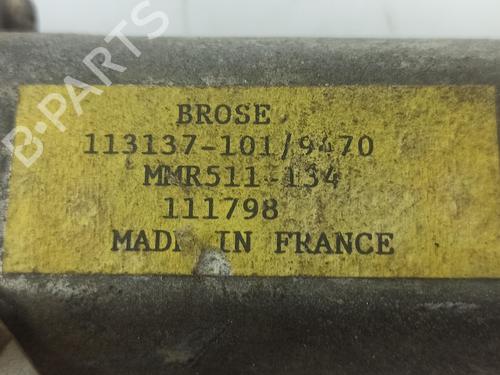 BROSE
113137-101/9470
MMR511-134
111798
MADE IN FRANCE
B-PARTS